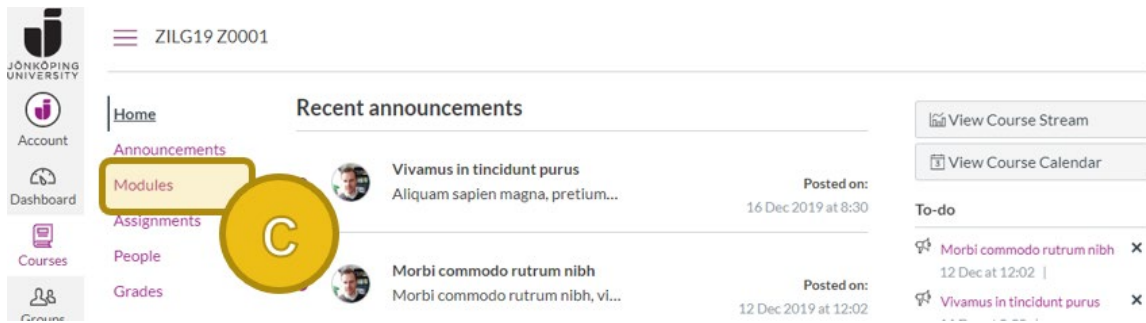 JÖNKÖPING
UNIVERSITY
ZILG19 Z0001
Account
Dashboard
Courses
Groups
Home
Announcements
Modules
Assignments
People
Grades
C
Recent announcements
Vivamus in tincidunt purus
Aliquam sapien magna, pretium...
Posted on:
16 Dec 2019 at 8:30
Morbi commodo rutrum nibh
Morbi commodo rutrum nibh, vi...
Posted on:
12 Dec 2019 at 12:02
View Course Stream
View Course Calendar
To-do
Morbi commodo rutrum nibh
12 Dec at 12:02 |
Vivamus in tincidunt purus